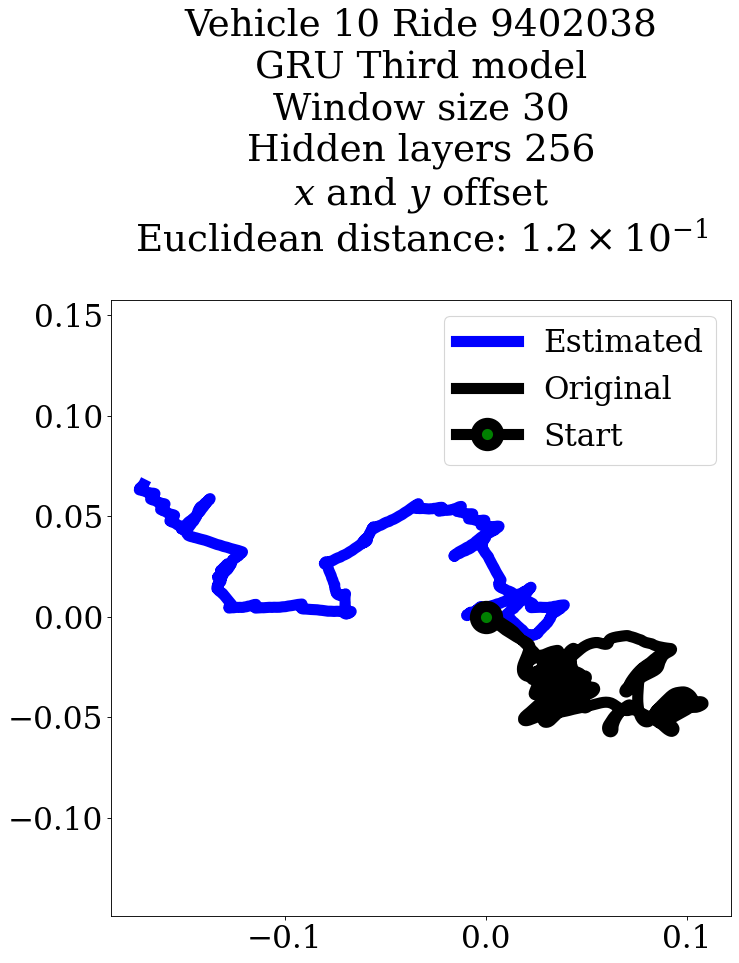 Vehicle 10 Ride 9402038
GRU Third model
Window size 30
Hidden layers 256
x and y offset
Euclidean distance: 1.2 × 10⁻¹
0.15
0.10
0.05
0.00
−0.05
−0.10
Estimated
Original
Start
−0.1
0.0
0.1